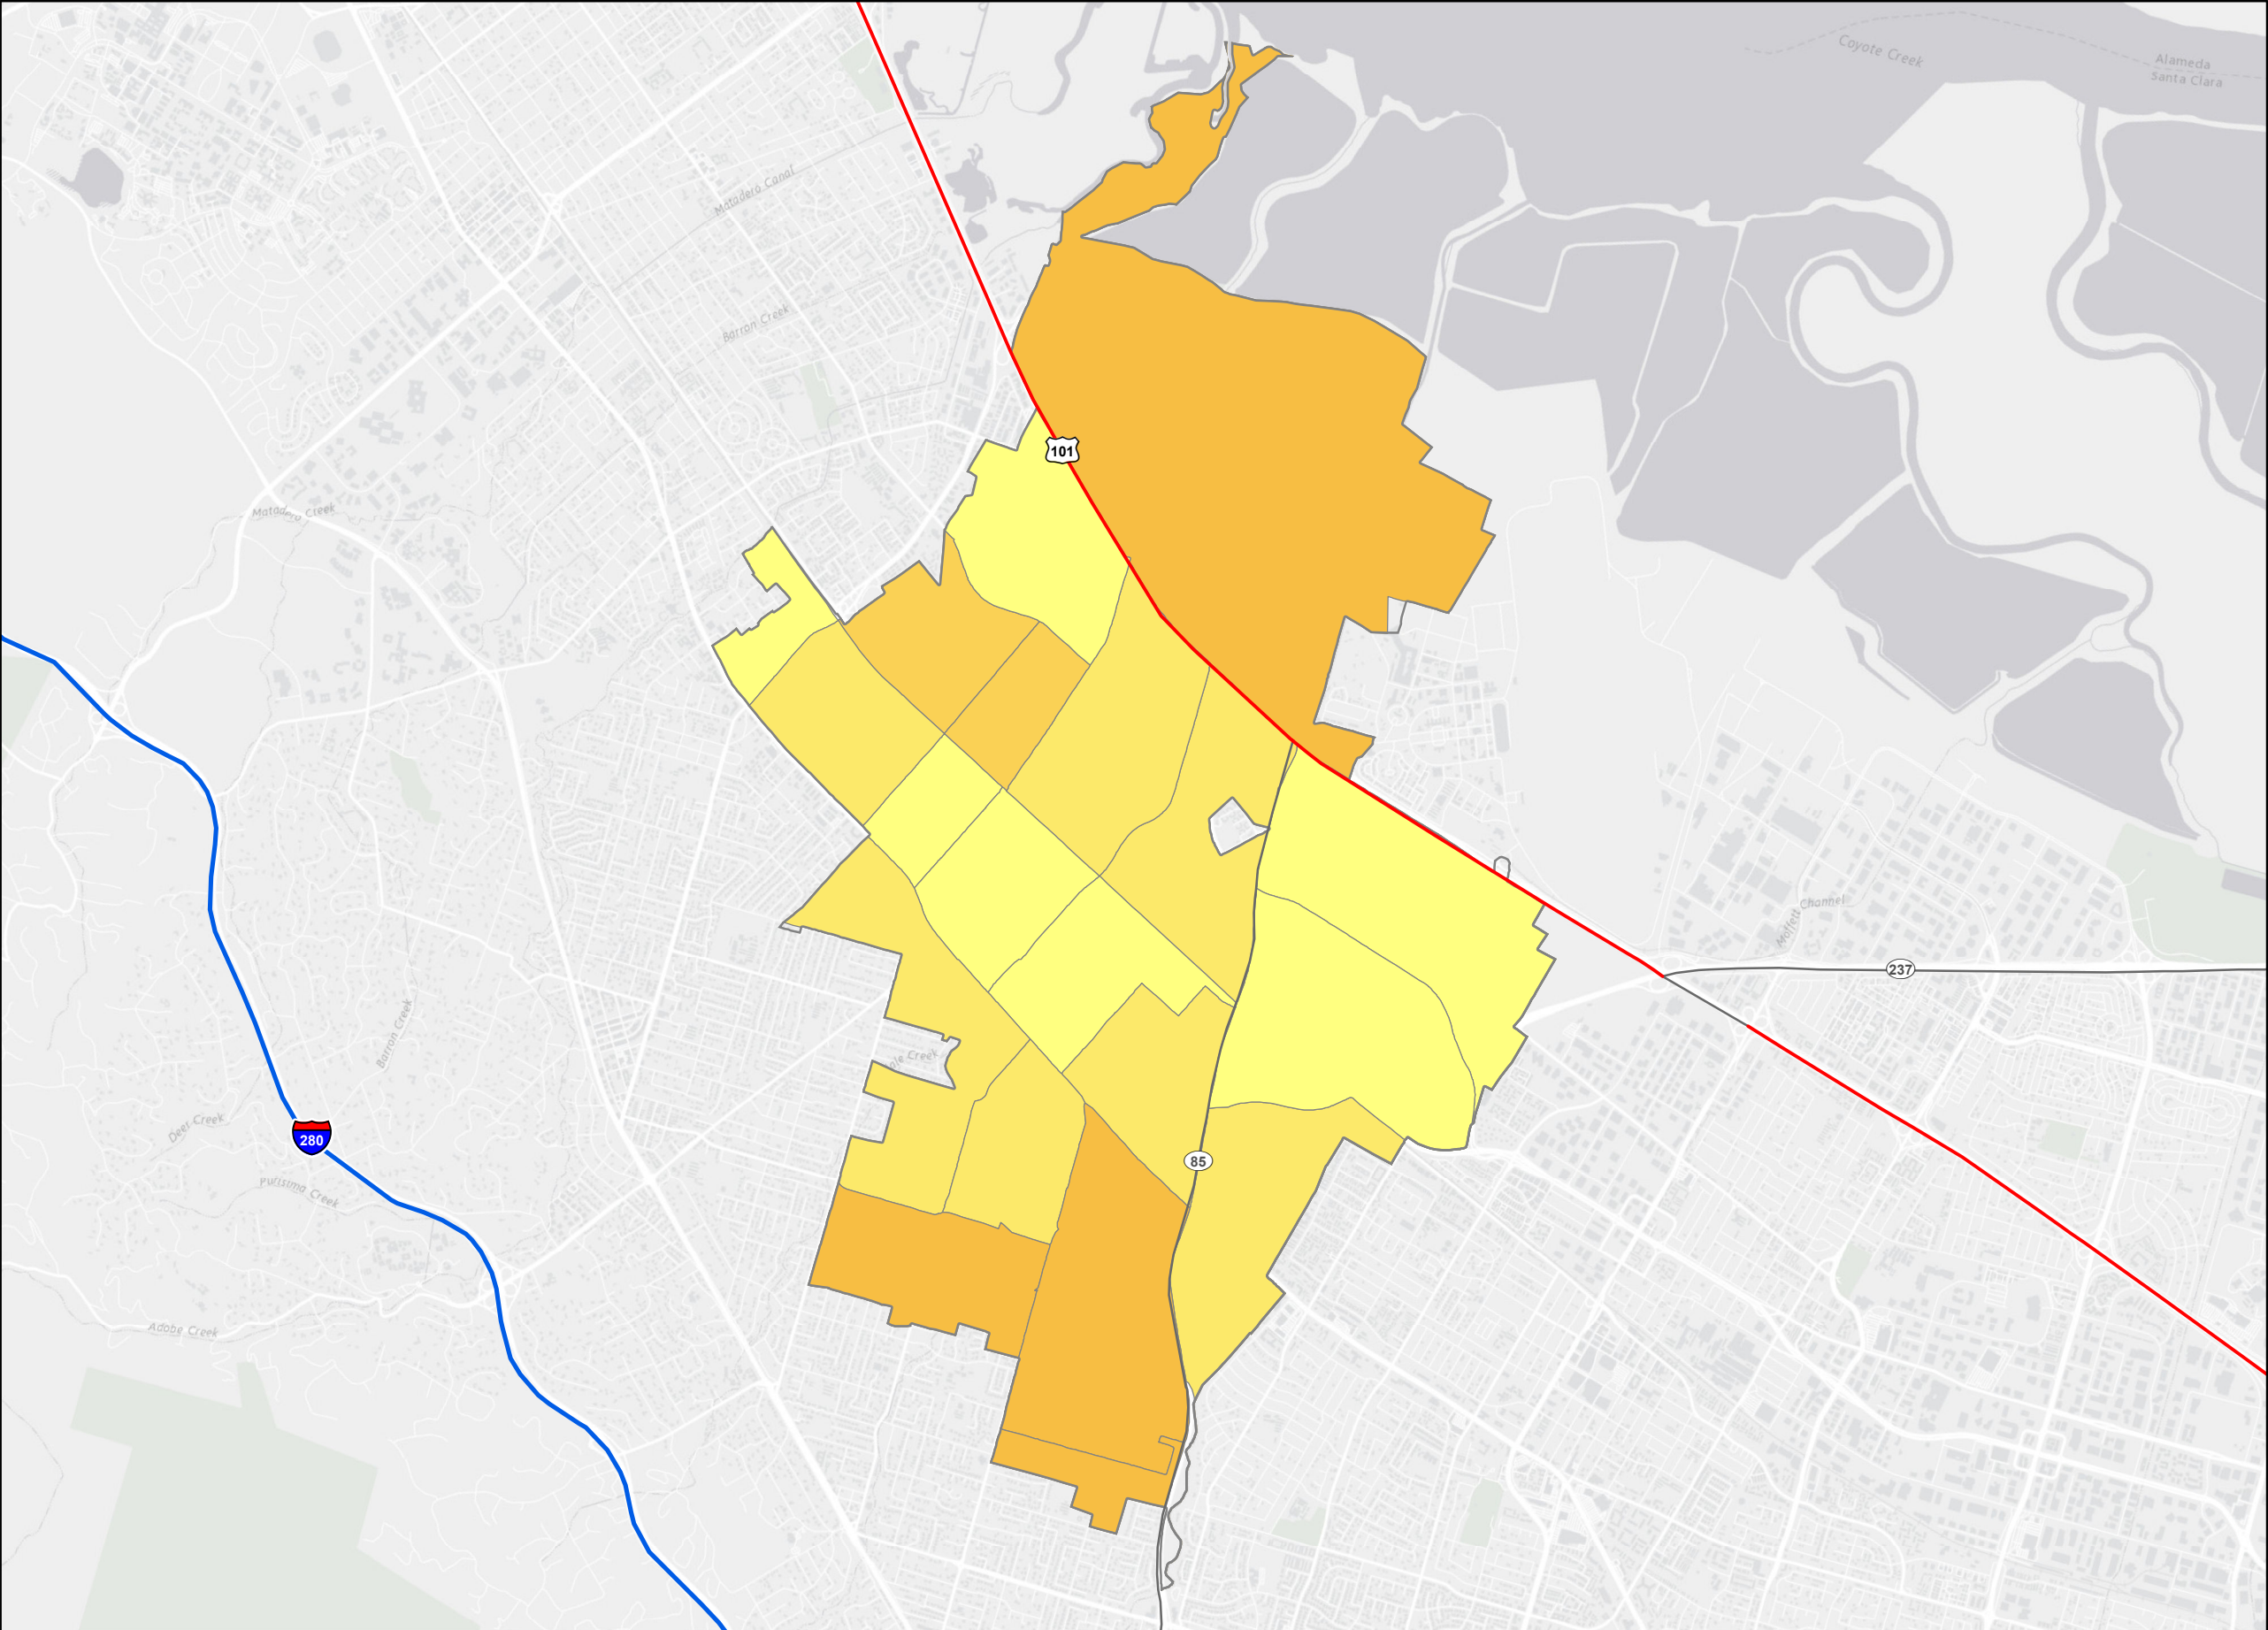 Coyote Creek
Alameda
Santa Clara
Matadero Canal
Barron Creek
101
Matadero Creek
Moffett Channel
237
Barron Creek
Creek
Deer Creek
280
85
Creek
Adobe Creek